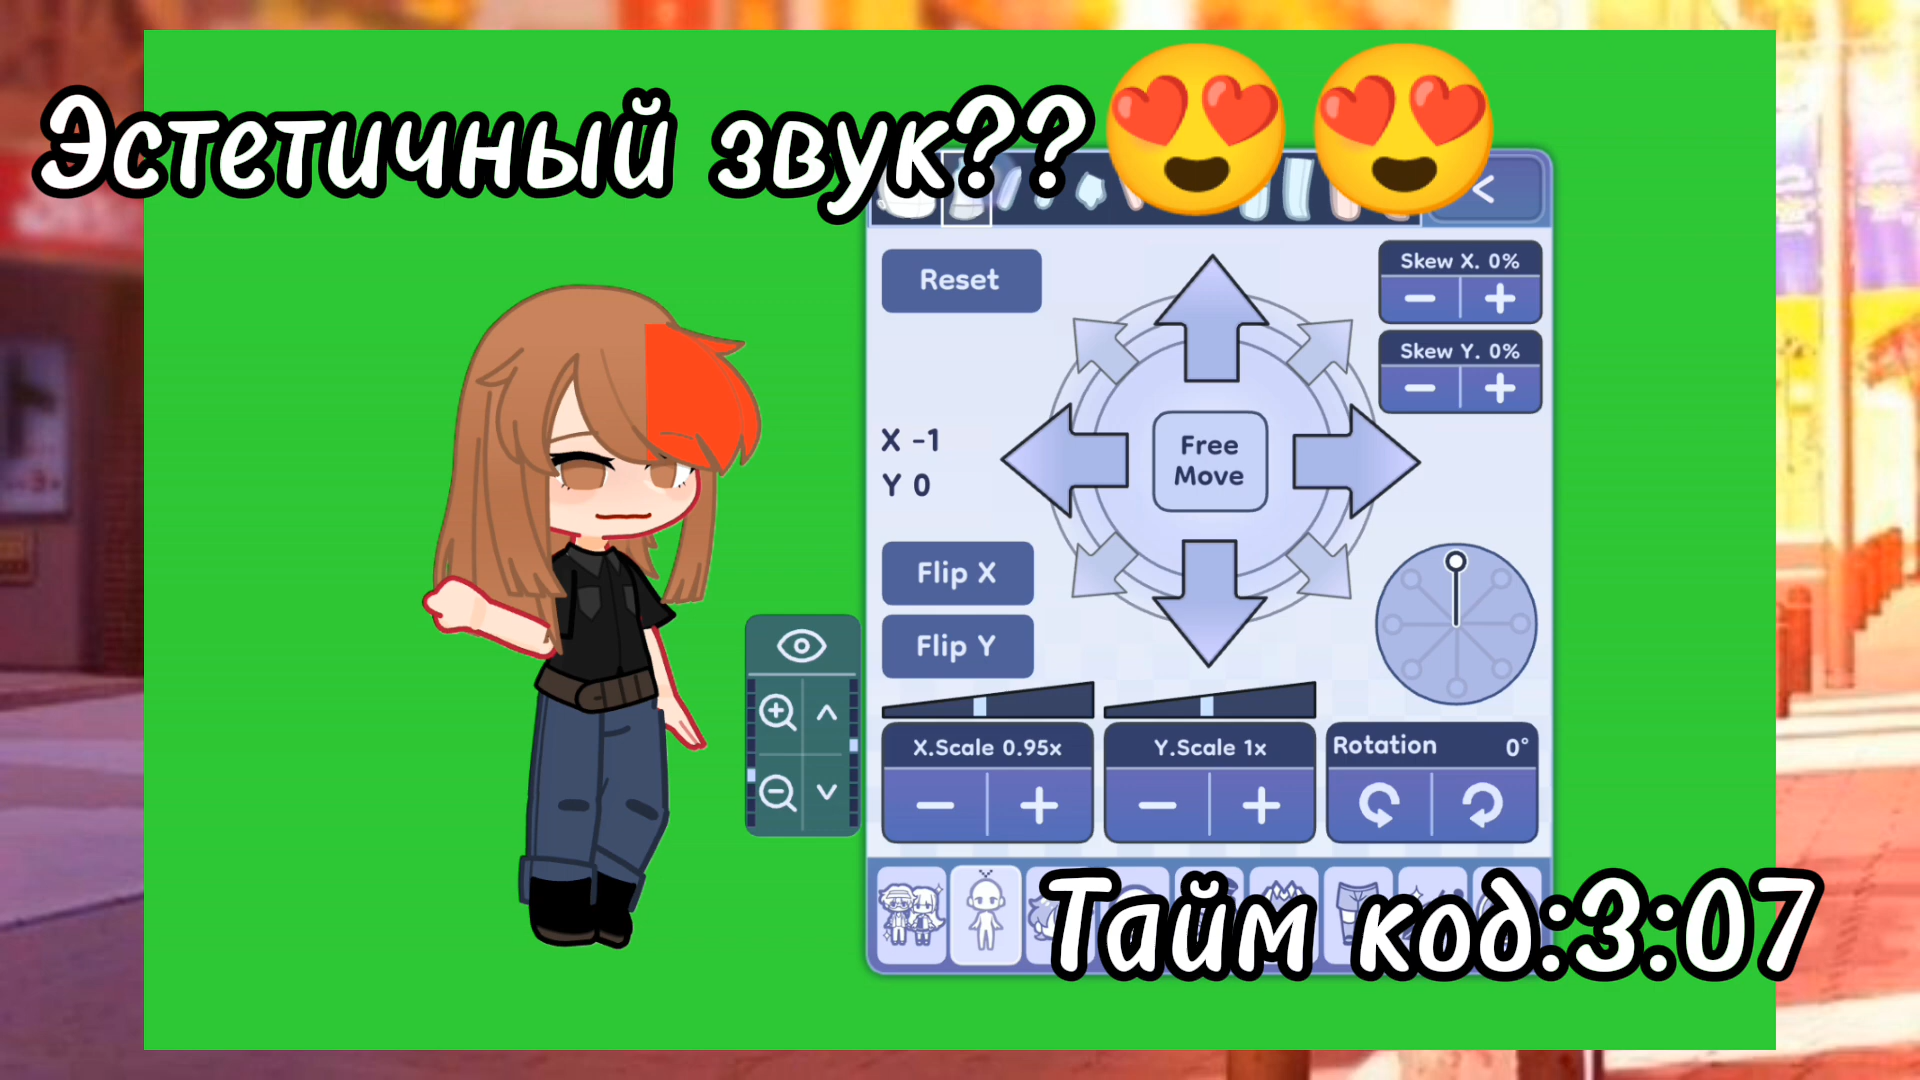 Эстетичный звук??
Reset
Skew X. 0%
Skew Y. 0%
X -1
Y 0
Free
Move
Flip X
Flip Y
X.Scale 0.95x
Y.Scale 1x
Rotation 0°
Тайм код:3:07